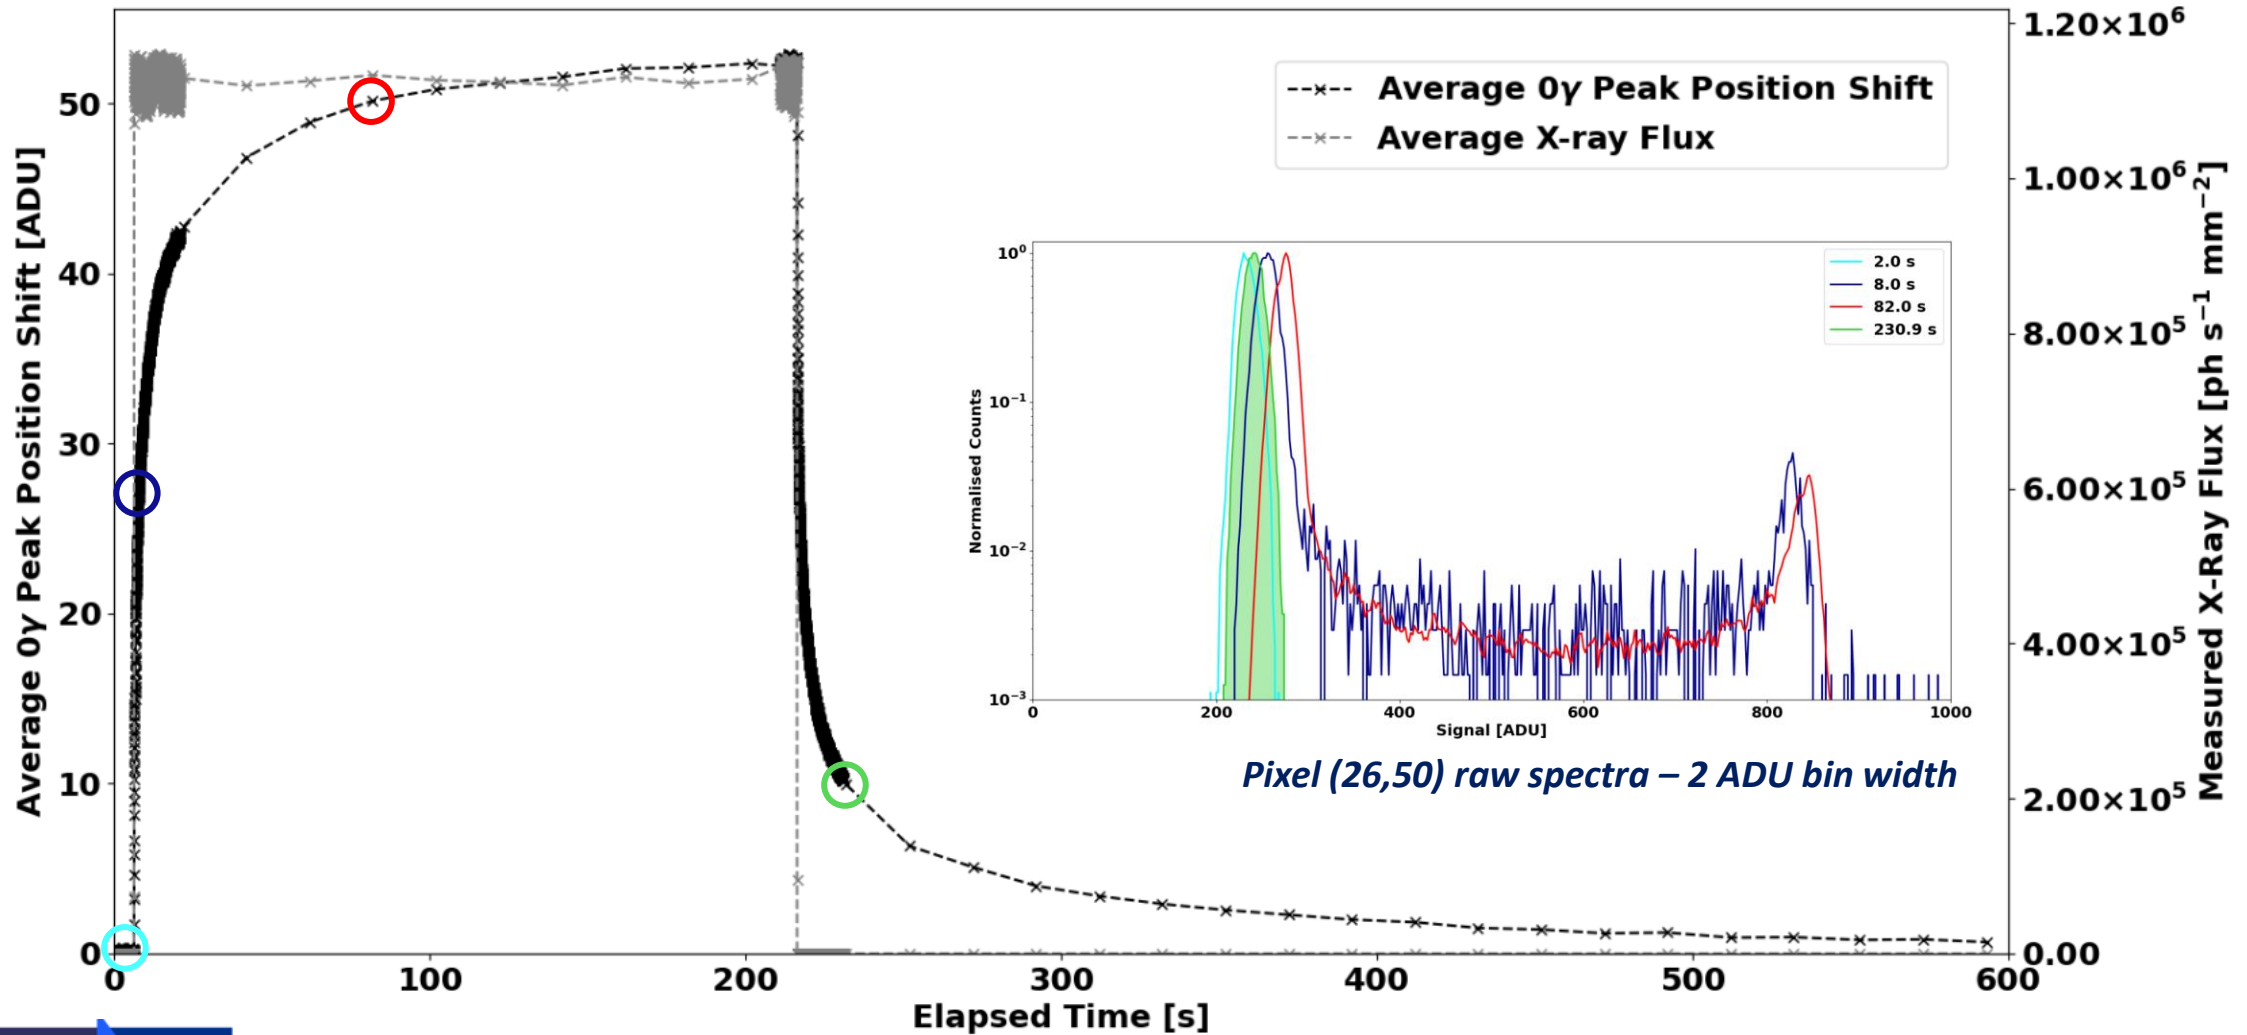 Average 0γ Peak Position Shift [ADU]
50
40
30
20
10
0
0
100
200
300
400
500
600
Elapsed Time [s]
1.20×10⁶
1.00×10⁶
8.00×10⁵
6.00×10⁵
4.00×10⁵
2.00×10⁵
0.00
Measured X-Ray Flux [ph s⁻¹ mm⁻²]
Average 0γ Peak Position Shift
Average X-ray Flux
10⁰
10⁻¹
10⁻²
10⁻³
Normalised Counts
0
200
400
600
800
1000
Signal [ADU]
2.0 s
8.0 s
82.0 s
230.9 s
Pixel (26,50) raw spectra – 2 ADU bin width